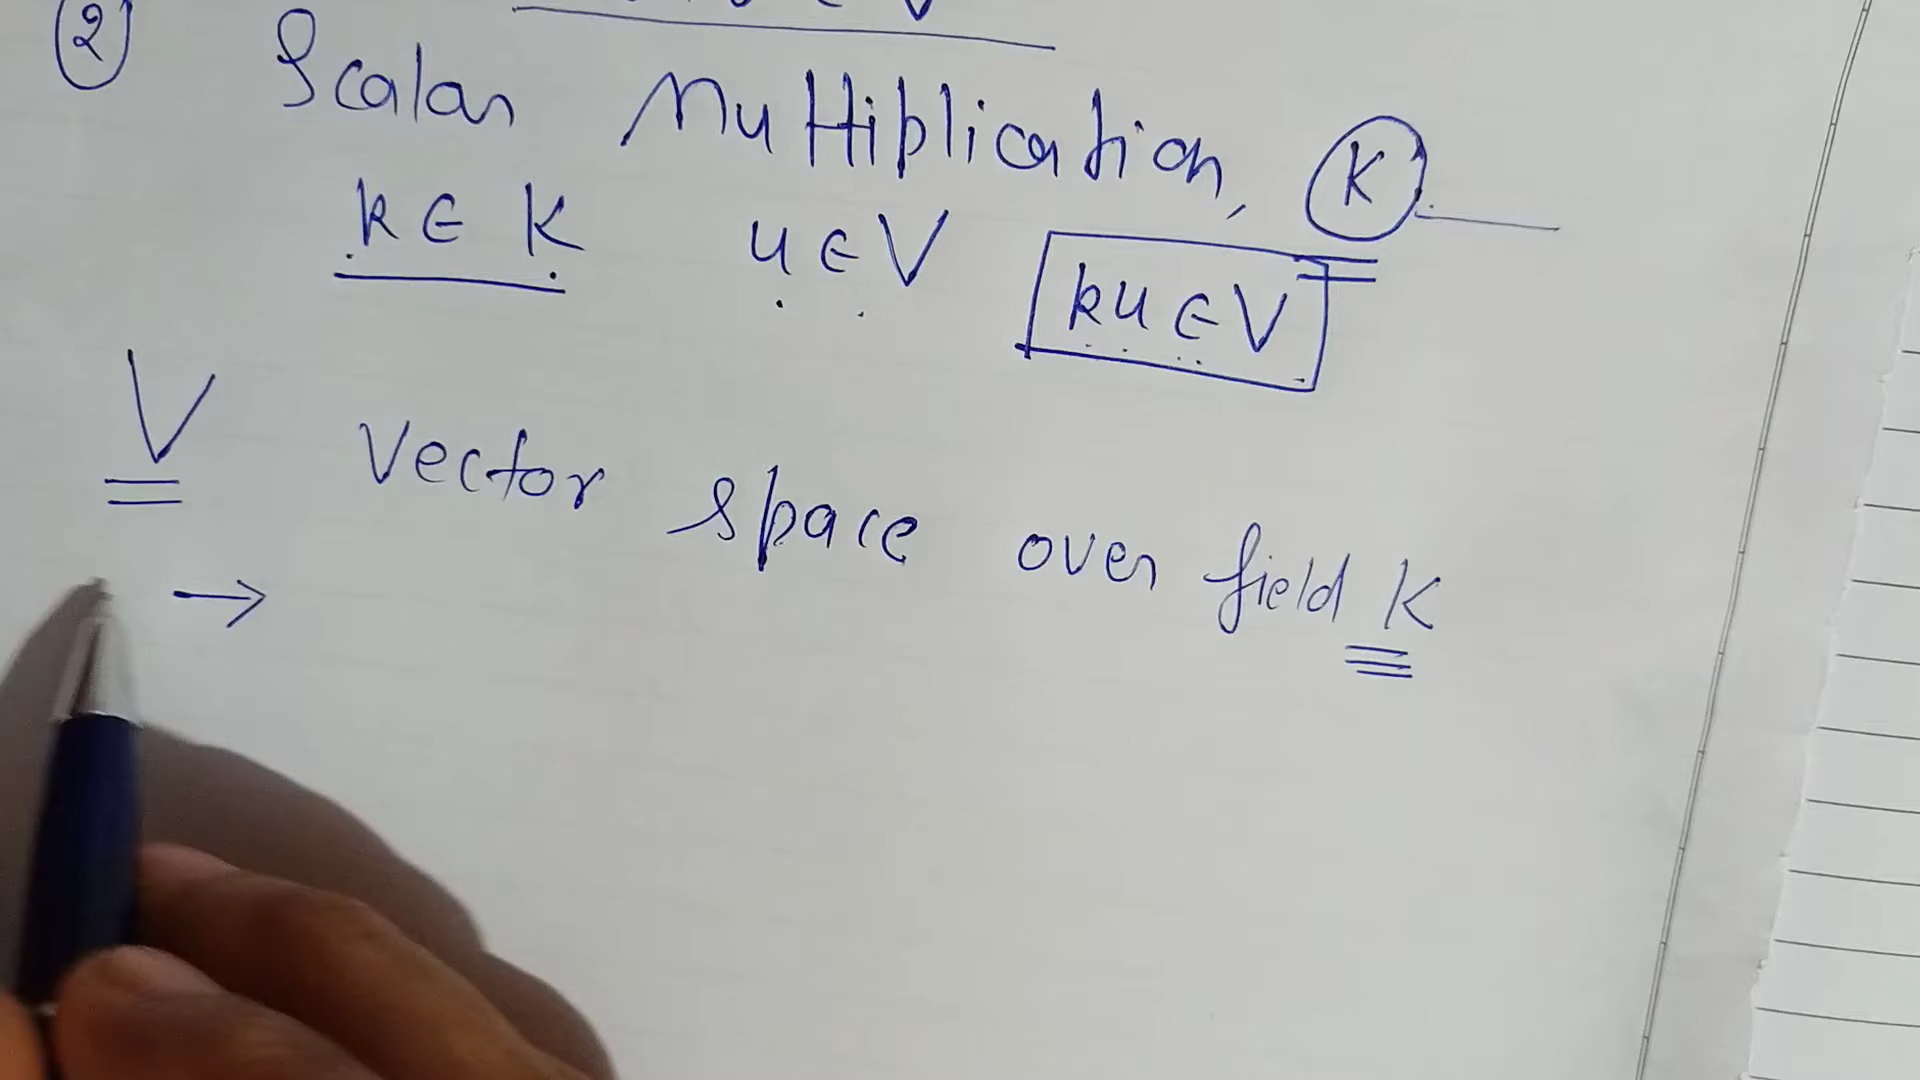 ② Scalar Multiplication, K
k ∈ K u ∈ V ku ∈ V
V Vector space over field K
→